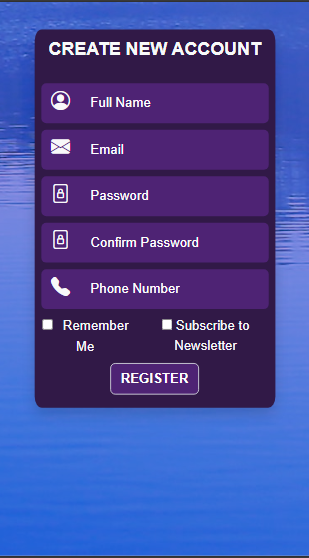 CREATE NEW ACCOUNT
Full Name
Email
Password
Confirm Password
Phone Number
Remember Me
Subscribe to Newsletter
REGISTER